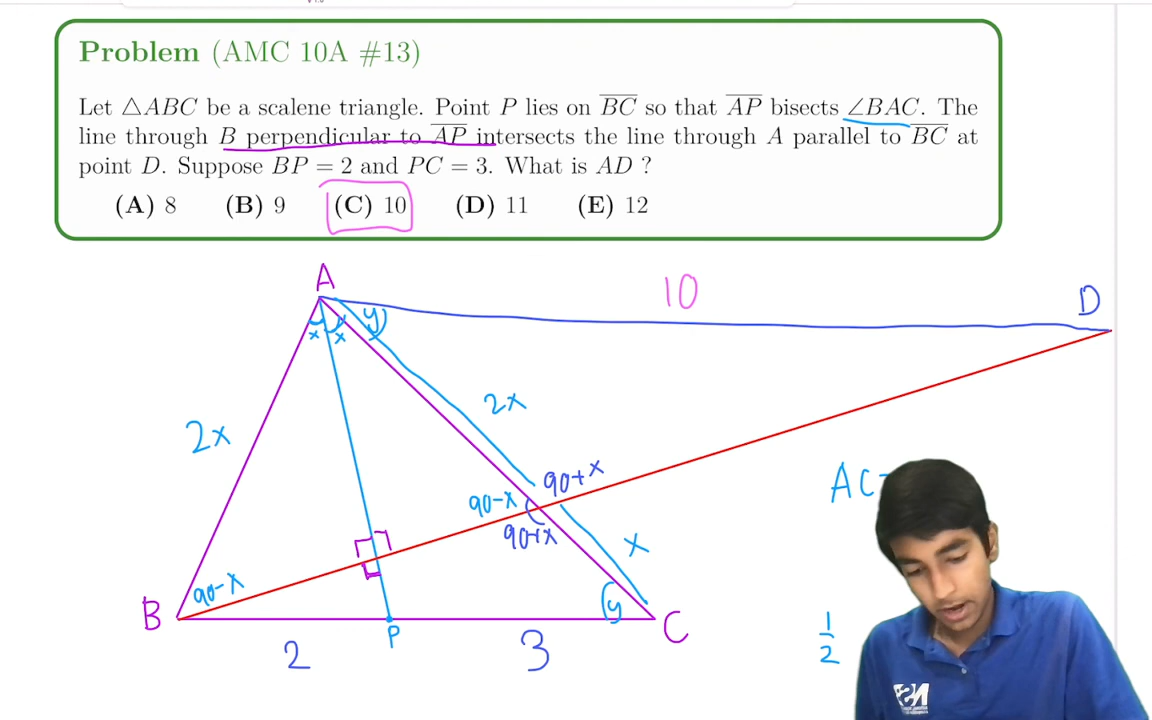 Problem (AMC 10A #13)
Let △ABC be a scalene triangle. Point P lies on BC so that AP bisects ∠BAC. The
line through B perpendicular to AP intersects the line through A parallel to BC at
point D. Suppose BP = 2 and PC = 3. What is AD ?
(A) 8 (B) 9 (C) 10 (D) 11 (E) 12
A
10
D
y
x x
2x
2x
90+x
90-x
90+x
AC
x
90-x
y
B
P
C
2
3
1
2